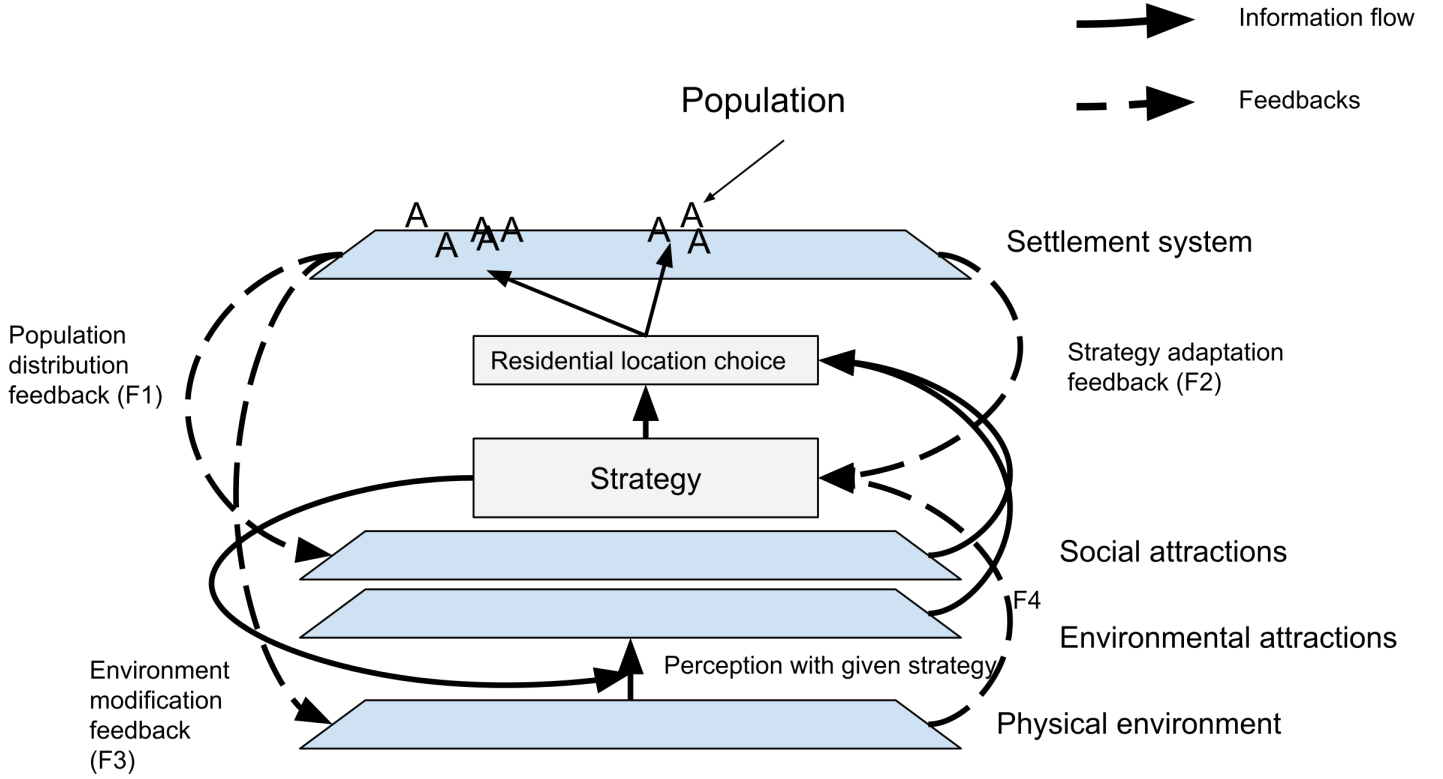 Information flow
Feedbacks
Population
A
A
A
A
A
A
A
A
Settlement system
Population
distribution
feedback (F1)
Residential location choice
Strategy adaptation
feedback (F2)
Strategy
Social attractions
F4
Environmental attractions
Perception with given strategy
Environment
modification
feedback
(F3)
Physical environment